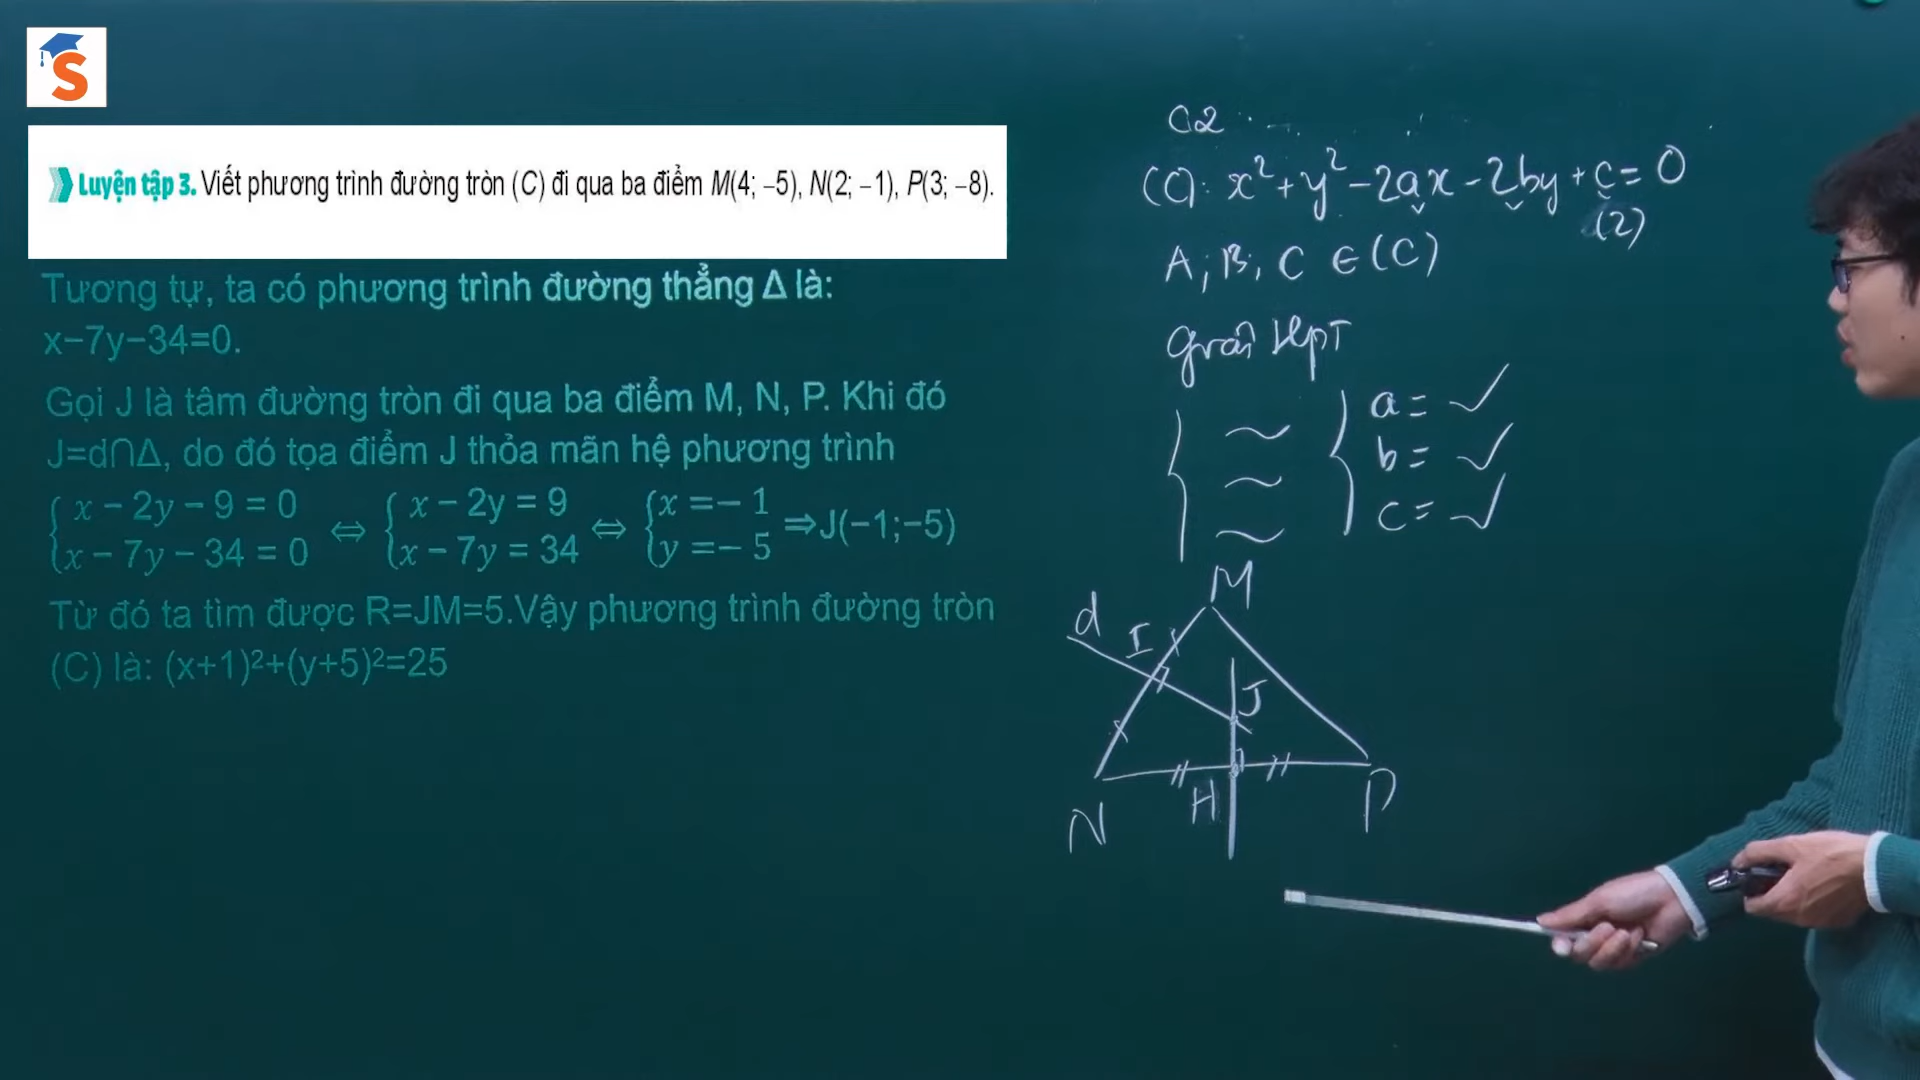 S
Luyện tập 3. Viết phương trình đường tròn (C) đi qua ba điểm M(4; –5), N(2; –1), P(3; –8).
Tương tự, ta có phương trình đường thẳng Δ là:
x−7y−34=0.
Gọi J là tâm đường tròn đi qua ba điểm M, N, P. Khi đó
J=d∩Δ, do đó tọa điểm J thỏa mãn hệ phương trình
{x − 2y − 9 = 0 ⇔ {x − 2y = 9 ⇔ {x =− 1
{x − 7y − 34 = 0 {x − 7y = 34 {y =− 5 ⇒J(−1;−5)
Từ đó ta tìm được R=JM=5.Vậy phương trình đường tròn
(C) là: (x+1)²+(y+5)²=25
C2
(C): x² + y² − 2ax − 2by + c = 0
(2)
A; B; C ∈ (C)
giải HPT
a =
b =
c =
M
d
I
J
N
H
P